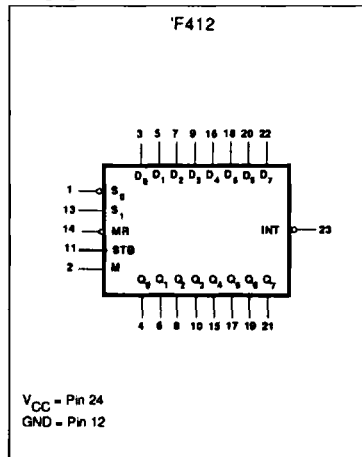 'F412
3 5 7 9 16 18 20 22
D0 D1 D2 D3 D4 D5 D6 D7
1 S0
13 S1
14 MR
11 STB
2 M
INT 23
Q0 Q1 Q2 Q3 Q4 Q5 Q6 Q7
4 6 8 10 15 17 19 21
VCC = Pin 24
GND = Pin 12